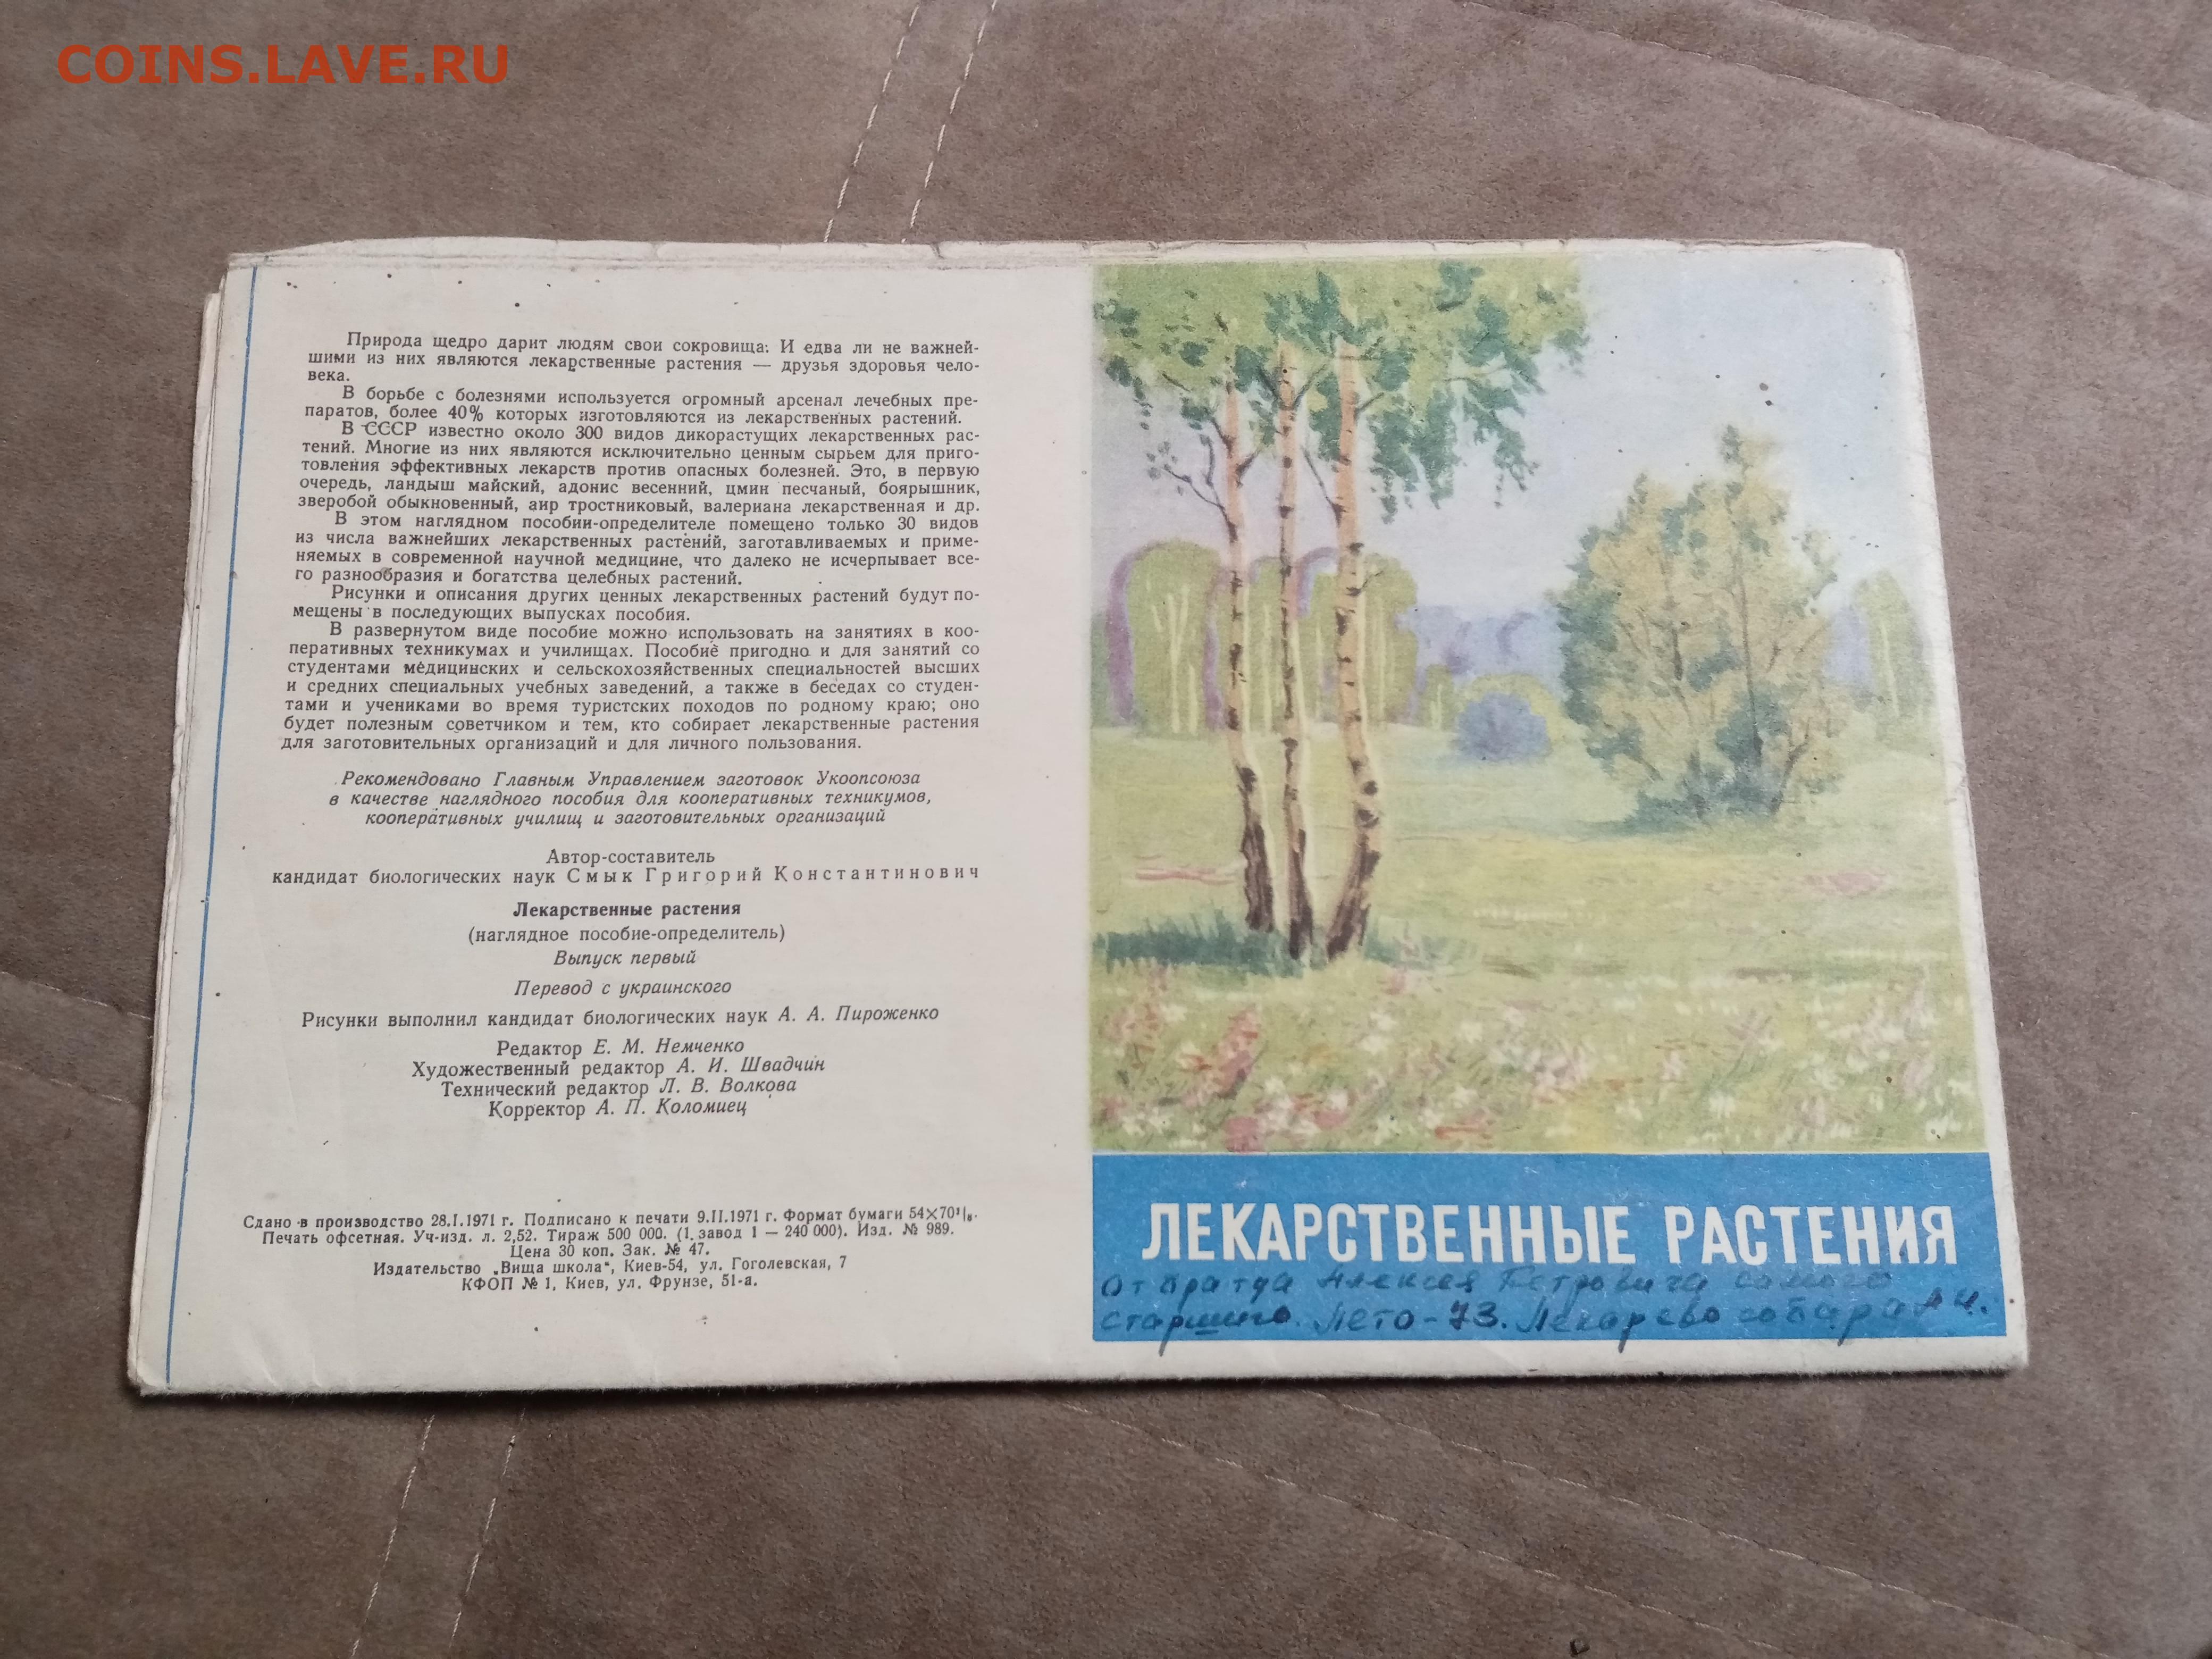 COINS.LAVE.RU
Природа щедро дарит людям свои сокровища. И едва ли не важней-
шими из них являются лекарственные растения — друзья здоровья чело-
века.
В борьбе с болезнями используется огромный арсенал лечебных пре-
паратов, более 40% которых изготовляются из лекарственных растений.
В СССР известно около 300 видов дикорастущих лекарственных рас-
тений. Многие из них являются исключительно ценным сырьем для приго-
товления эффективных лекарств против опасных болезней. Это, в первую
очередь, ландыш майский, адонис весенний, цмин песчаный, боярышник,
зверобой обыкновенный, аир тростниковый, валериана лекарственная и др.
В этом наглядном пособии-определителе помещено только 30 видов
из числа важнейших лекарственных растений, заготавливаемых и приме-
няемых в современной научной медицине, что далеко не исчерпывает все-
го разнообразия и богатства целебных растений.
Рисунки и описания других ценных лекарственных растений будут по-
мещены в последующих выпусках пособия.
В развернутом виде пособие можно использовать на занятиях в коо-
перативных техникумах и училищах. Пособие пригодно и для занятий со
студентами медицинских и сельскохозяйственных специальностей высших
и средних специальных учебных заведений, а также в беседах со студен-
тами и учениками во время туристских походов по родному краю; оно
будет полезным советчиком и тем, кто собирает лекарственные растения
для заготовительных организаций и для личного пользования.
Рекомендовано Главным Управлением заготовок Укоопсоюза
в качестве наглядного пособия для кооперативных техникумов,
кооперативных училищ и заготовительных организаций
Автор-составитель
кандидат биологических наук Смык Григорий Константинович
Лекарственные растения
(наглядное пособие-определитель)
Выпуск первый
Перевод с украинского
Рисунки выполнил кандидат биологических наук А. А. Пироженко
Редактор Е. М. Немченко
Художественный редактор А. И. Швадчин
Технический редактор Л. В. Волкова
Корректор А. П. Коломиец
Сдано в производство 28.I.1971 г. Подписано к печати 9.II.1971 г. Формат бумаги 54×70¹/₈.
Печать офсетная. Уч-изд. л. 2,52. Тираж 500 000. (1. завод 1 — 240 000). Изд. № 989.
Цена 30 коп. Зак. № 47.
Издательство „Вища школа“, Киев-54, ул. Гоголевская, 7
КФОП № 1, Киев, ул. Фрунзе, 51-а.
ЛЕКАРСТВЕННЫЕ РАСТЕНИЯ
От братца Алексея Петровича самого
старшего. Лето-73. Лекарево